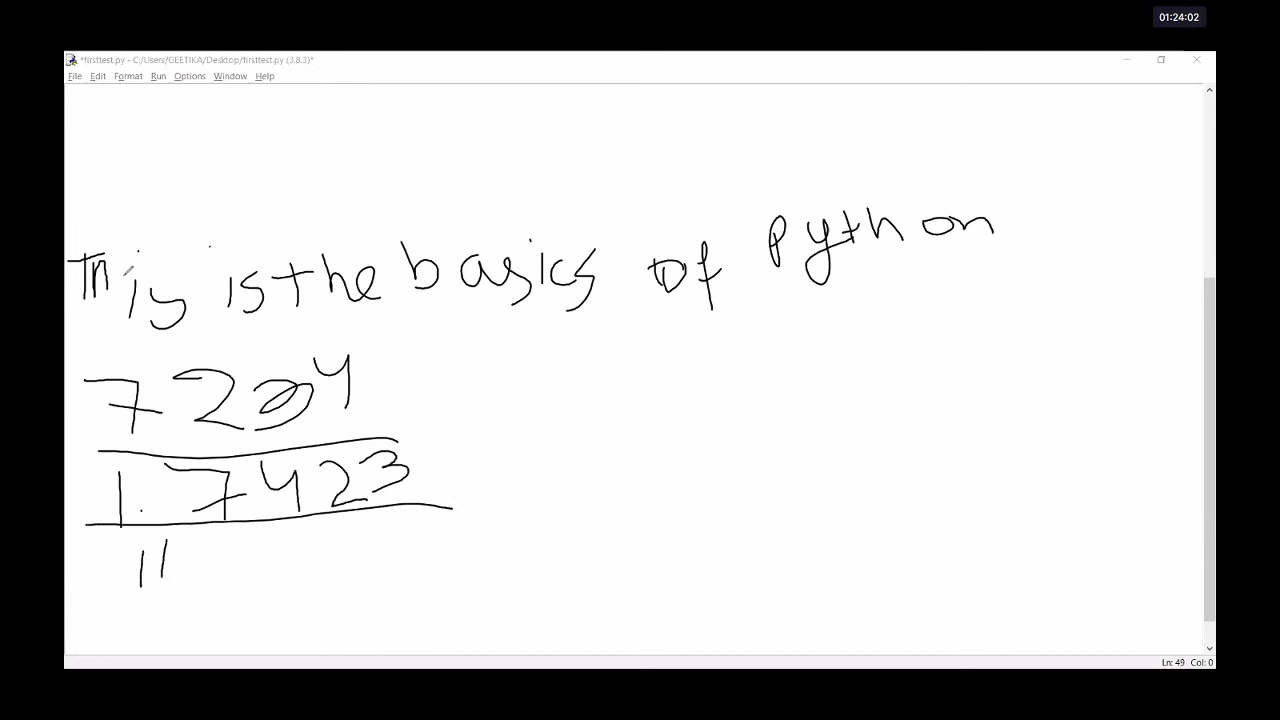 01:24:02
*firsttest.py - C:/Users/GEETIKA/Desktop/firsttest.py (3.8.3)*
File Edit Format Run Options Window Help
This is the basics of Python
1.7423
11
Ln: 49 Col: 0